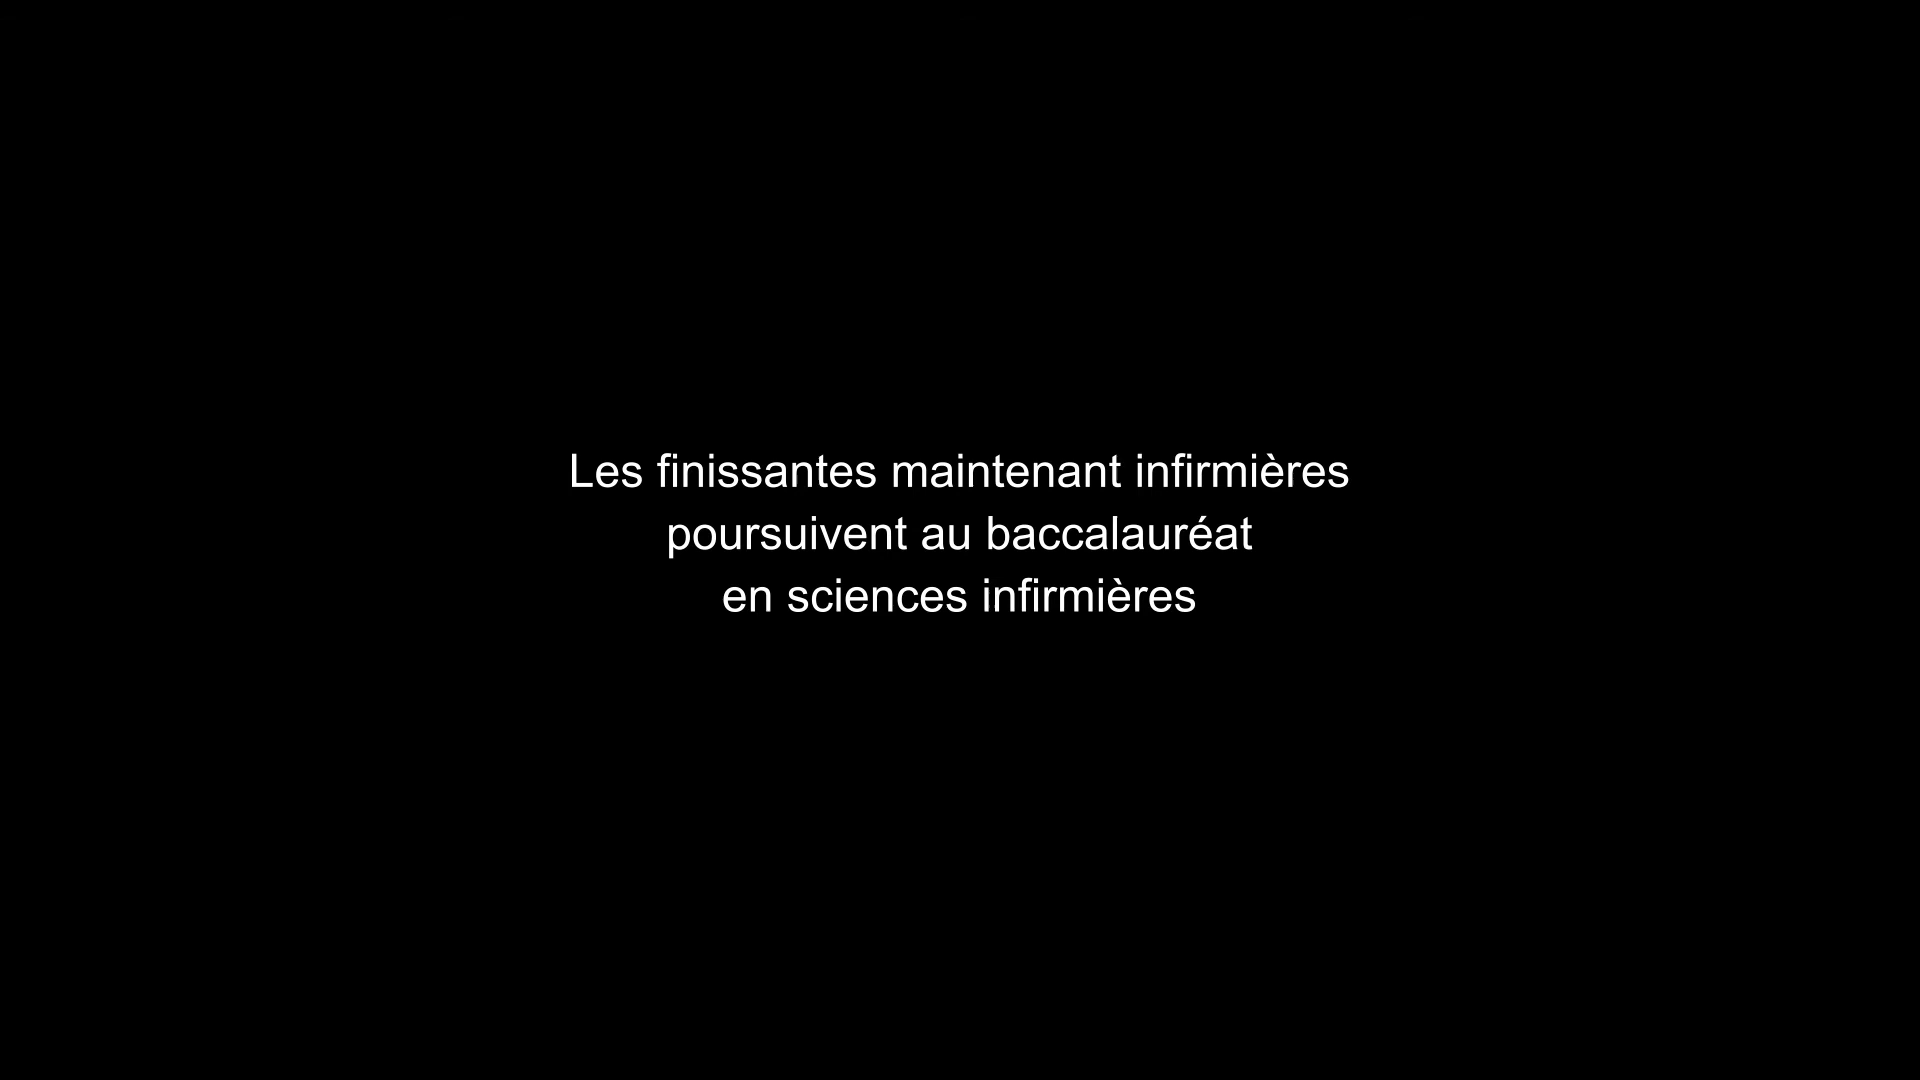 Les finissantes maintenant infirmières
poursuivent au baccalauréat
en sciences infirmières